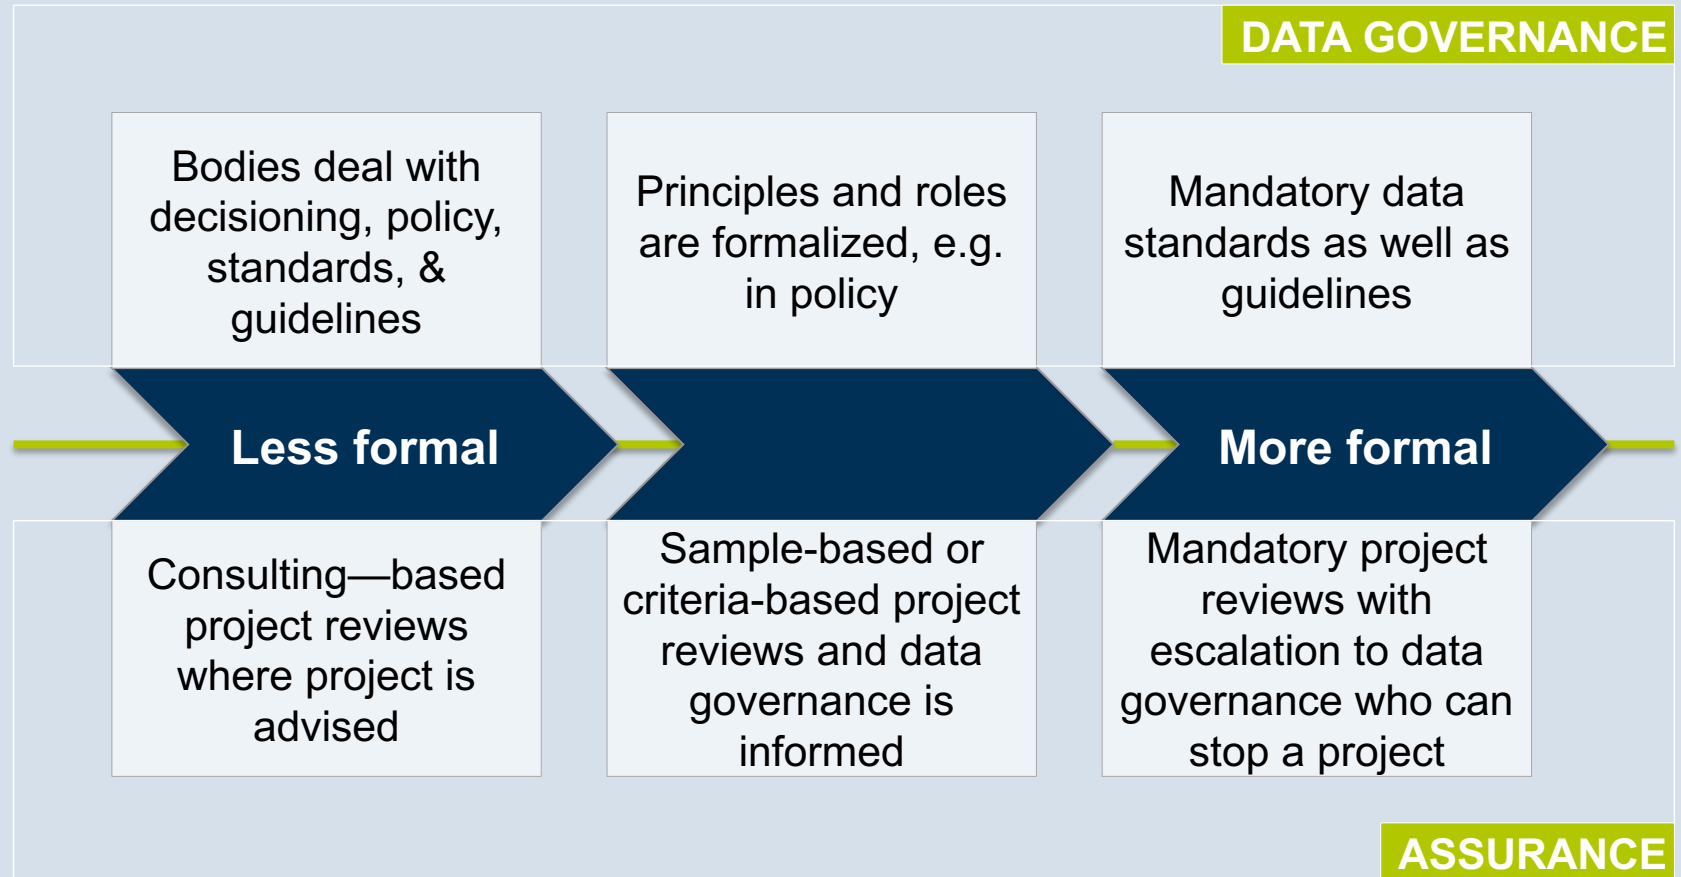 DATA GOVERNANCE
Bodies deal with
decisioning, policy,
standards, &
guidelines
Principles and roles
are formalized, e.g.
in policy
Mandatory data
standards as well as
guidelines
Less formal
More formal
Consulting—based
project reviews
where project is
advised
Sample-based or
criteria-based project
reviews and data
governance is
informed
Mandatory project
reviews with
escalation to data
governance who can
stop a project
ASSURANCE